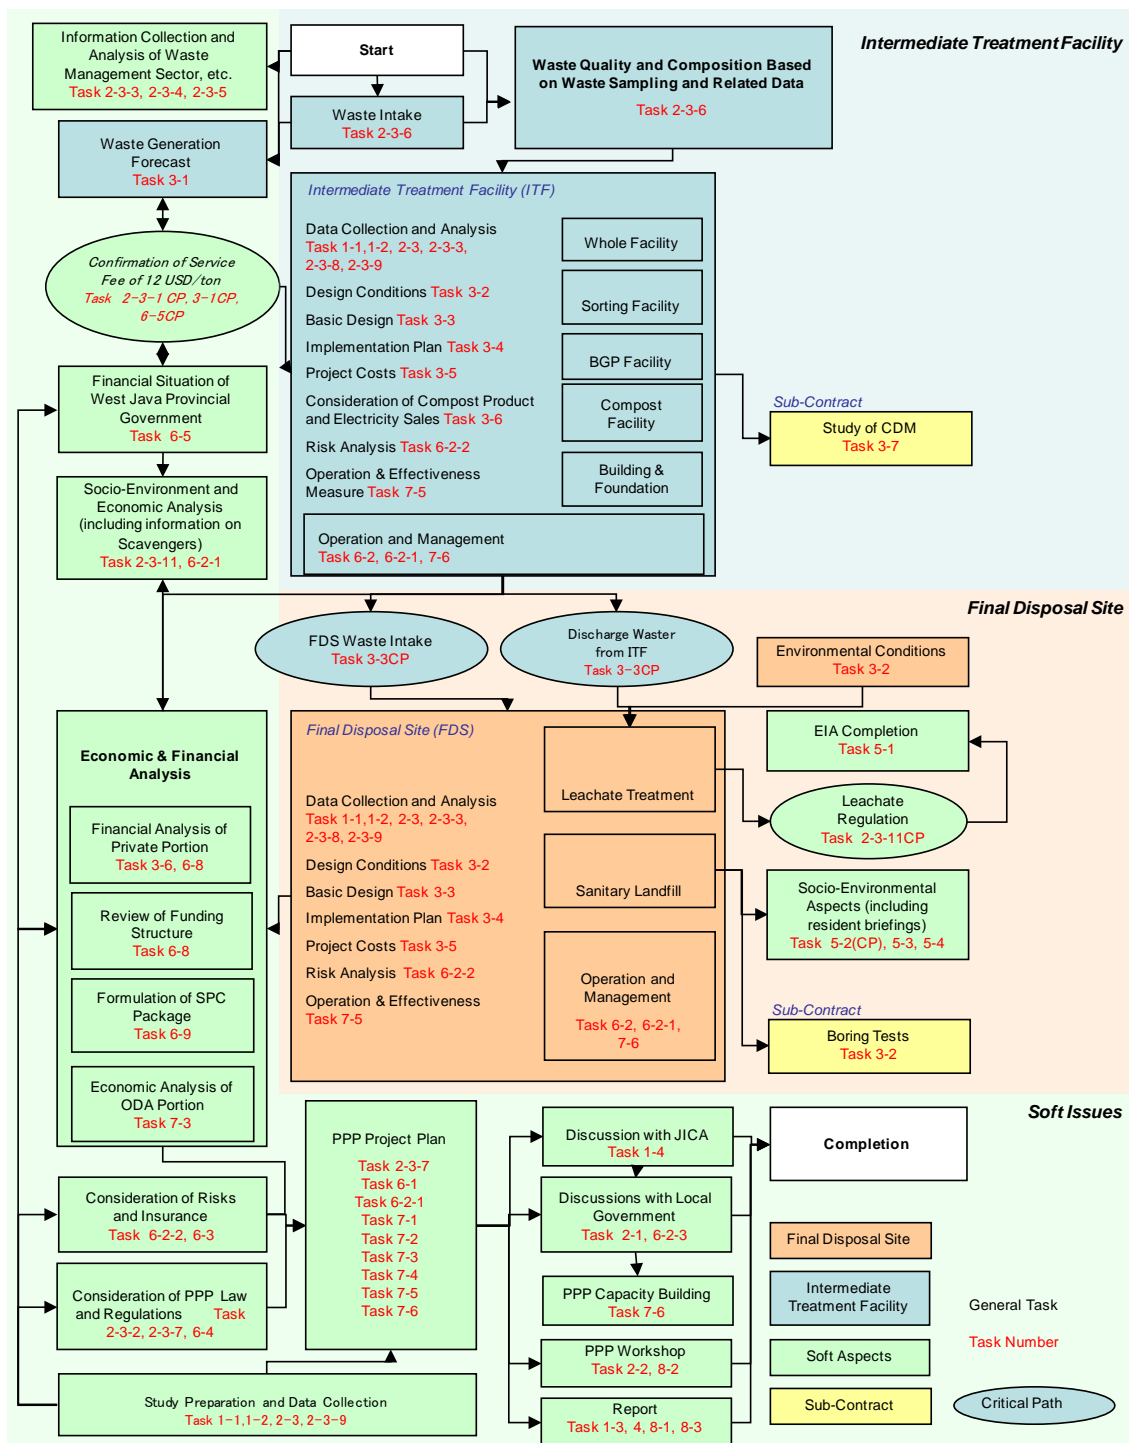 Information Collection and
Analysis of Waste
Management Sector, etc.
Task 2-3-3, 2-3-4, 2-3-5
Start
Waste Quality and Composition Based
on Waste Sampling and Related Data
Task 2-3-6
Intermediate Treatment Facility
Waste Intake
Task 2-3-6
Waste Generation
Forecast
Task 3-1
Confirmation of Service
Fee of 12 USD/ton
Task 2-3-1 CP, 3-1CP,
6-5CP
Financial Situation of
West Java Provincial
Government
Task 6-5
Socio-Environment and
Economic Analysis
(including information on
Scavengers)
Task 2-3-11, 6-2-1
Intermediate Treatment Facility (ITF)
Data Collection and Analysis
Task 1-1,1-2, 2-3, 2-3-3,
2-3-8, 2-3-9
Design Conditions Task 3-2
Basic Design Task 3-3
Implementation Plan Task 3-4
Project Costs Task 3-5
Consideration of Compost Product
and Electricity Sales Task 3-6
Risk Analysis Task 6-2-2
Operation & Effectiveness
Measure Task 7-5
Whole Facility
Sorting Facility
BGP Facility
Compost
Facility
Building &
Foundation
Operation and Management
Task 6-2, 6-2-1, 7-6
Sub-Contract
Study of CDM
Task 3-7
Final Disposal Site
FDS Waste Intake
Task 3-3CP
Discharge Waster
from ITF
Task 3-3CP
Environmental Conditions
Task 3-2
Economic & Financial
Analysis
Financial Analysis of
Private Portion
Task 3-6, 6-8
Review of Funding
Structure
Task 6-8
Formulation of SPC
Package
Task 6-9
Economic Analysis of
ODA Portion
Task 7-3
Final Disposal Site (FDS)
Data Collection and Analysis
Task 1-1,1-2, 2-3, 2-3-3,
2-3-8, 2-3-9
Design Conditions Task 3-2
Basic Design Task 3-3
Implementation Plan Task 3-4
Project Costs Task 3-5
Risk Analysis Task 6-2-2
Operation & Effectiveness
Task 7-5
Leachate Treatment
Sanitary Landfill
Operation and
Management
Task 6-2, 6-2-1,
7-6
EIA Completion
Task 5-1
Leachate
Regulation
Task 2-3-11CP
Socio-Environmental
Aspects (including
resident briefings)
Task 5-2(CP), 5-3, 5-4
Sub-Contract
Boring Tests
Task 3-2
Soft Issues
Consideration of Risks
and Insurance
Task 6-2-2, 6-3
Consideration of PPP Law
and Regulations Task
2-3-2, 2-3-7, 6-4
Study Preparation and Data Collection
Task 1-1,1-2, 2-3, 2-3-9
PPP Project Plan
Task 2-3-7
Task 6-1
Task 6-2-1
Task 7-1
Task 7-2
Task 7-3
Task 7-4
Task 7-5
Task 7-6
Discussion with JICA
Task 1-4
Discussions with Local
Government
Task 2-1, 6-2-3
PPP Capacity Building
Task 7-6
PPP Workshop
Task 2-2, 8-2
Report
Task 1-3, 4, 8-1, 8-3
Completion
Final Disposal Site
Intermediate
Treatment Facility
Soft Aspects
Sub-Contract
General Task
Task Number
Critical Path